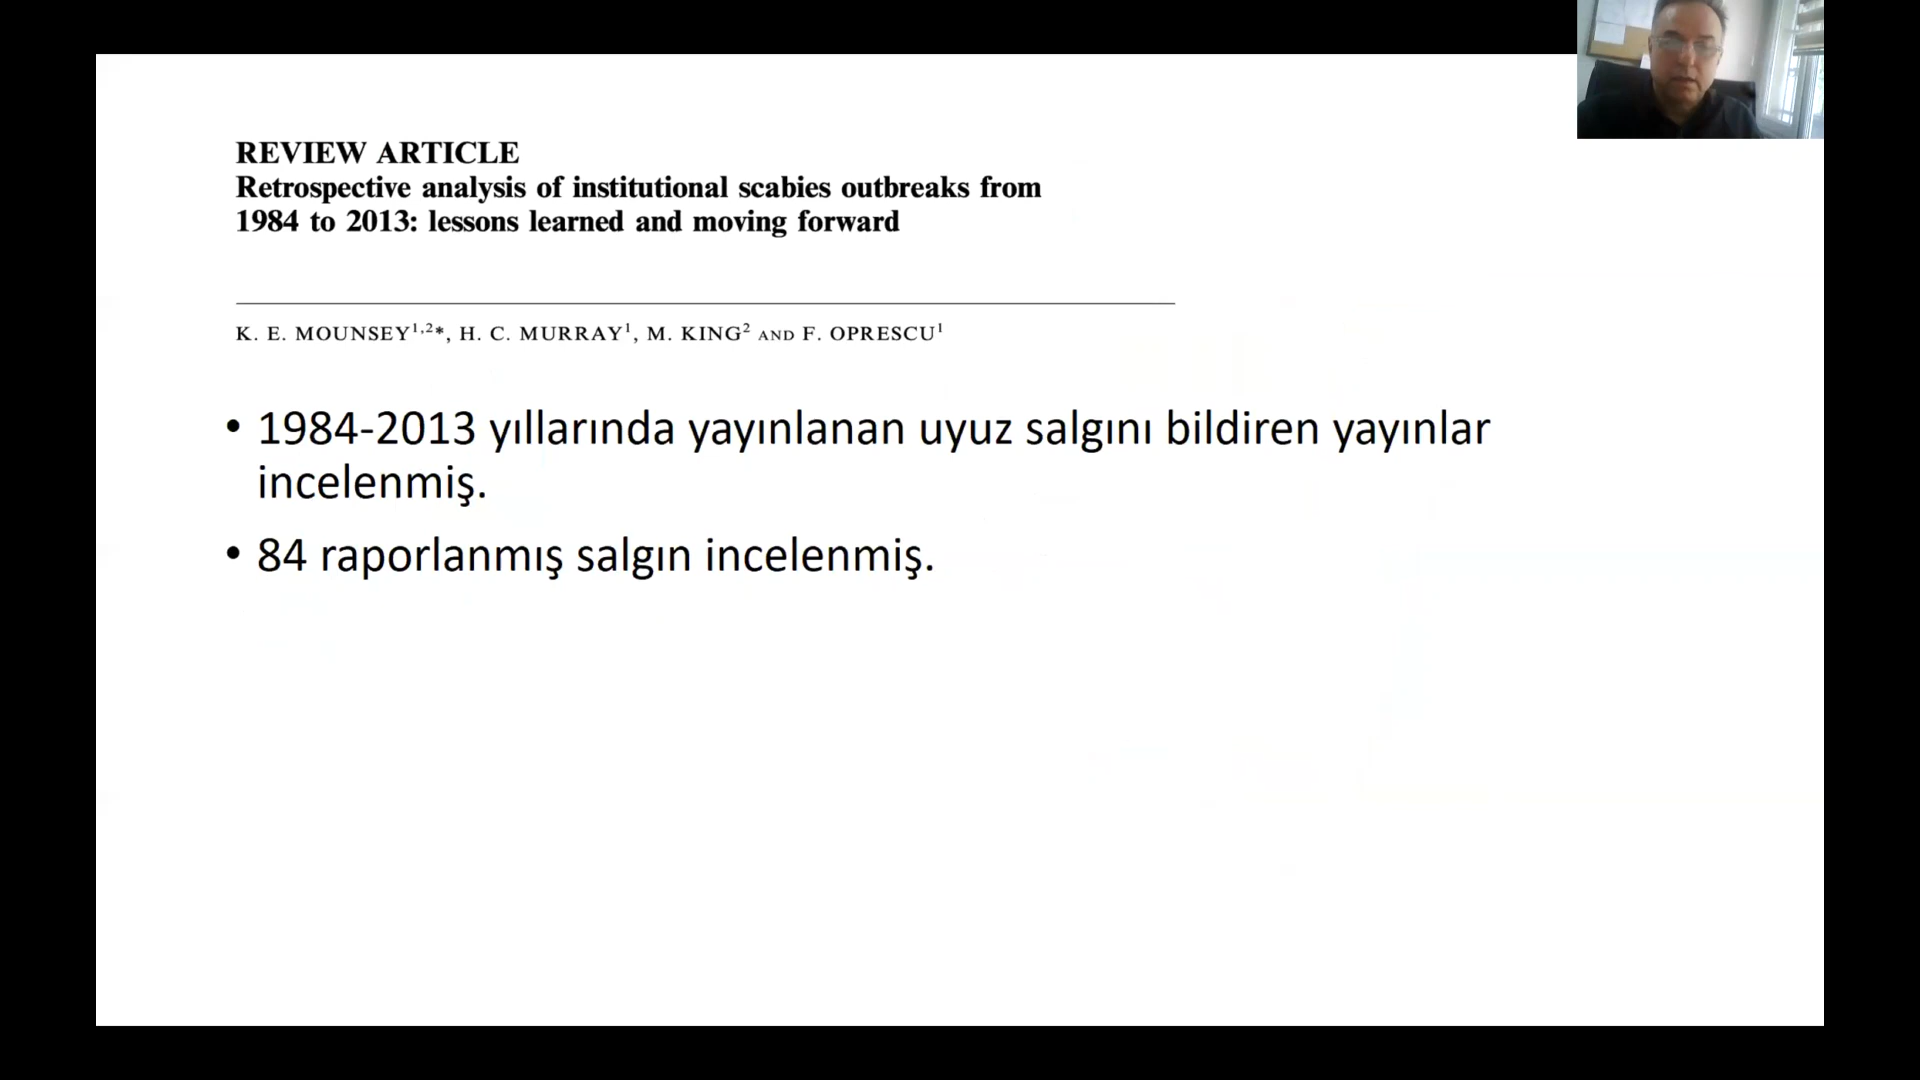 REVIEW ARTICLE
Retrospective analysis of institutional scabies outbreaks from
1984 to 2013: lessons learned and moving forward
K. E. MOUNSEY1,2*, H. C. MURRAY1, M. KING2 AND F. OPRESCU1
• 1984-2013 yıllarında yayınlanan uyuz salgını bildiren yayınlar
incelenmiş.
• 84 raporlanmış salgın incelenmiş.